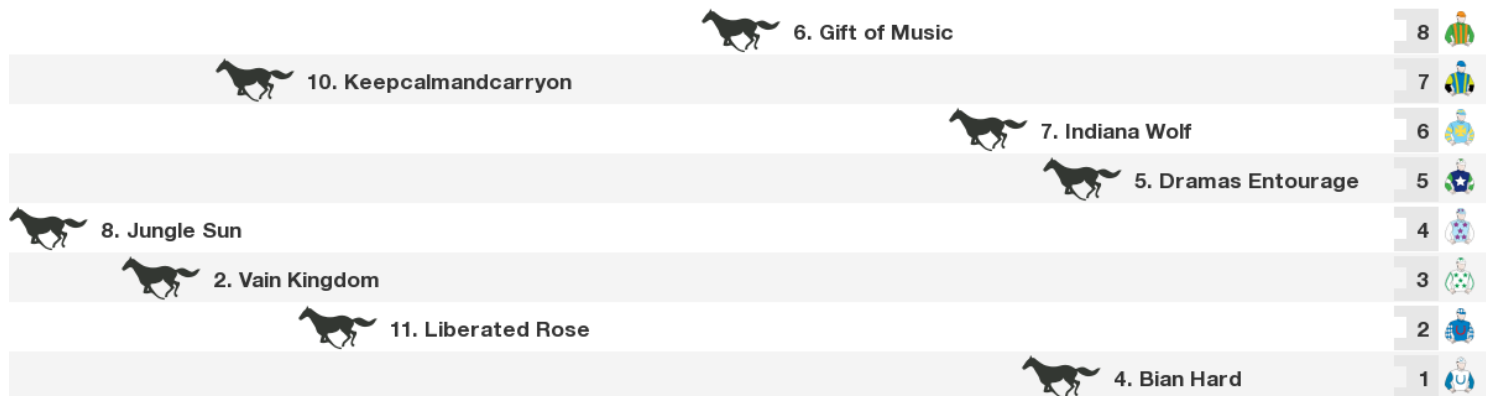 6. Gift of Music 8
10. Keepcalmandcarryon 7
7. Indiana Wolf 6
5. Dramas Entourage 5
8. Jungle Sun 4
2. Vain Kingdom 3
11. Liberated Rose 2
4. Bian Hard 1